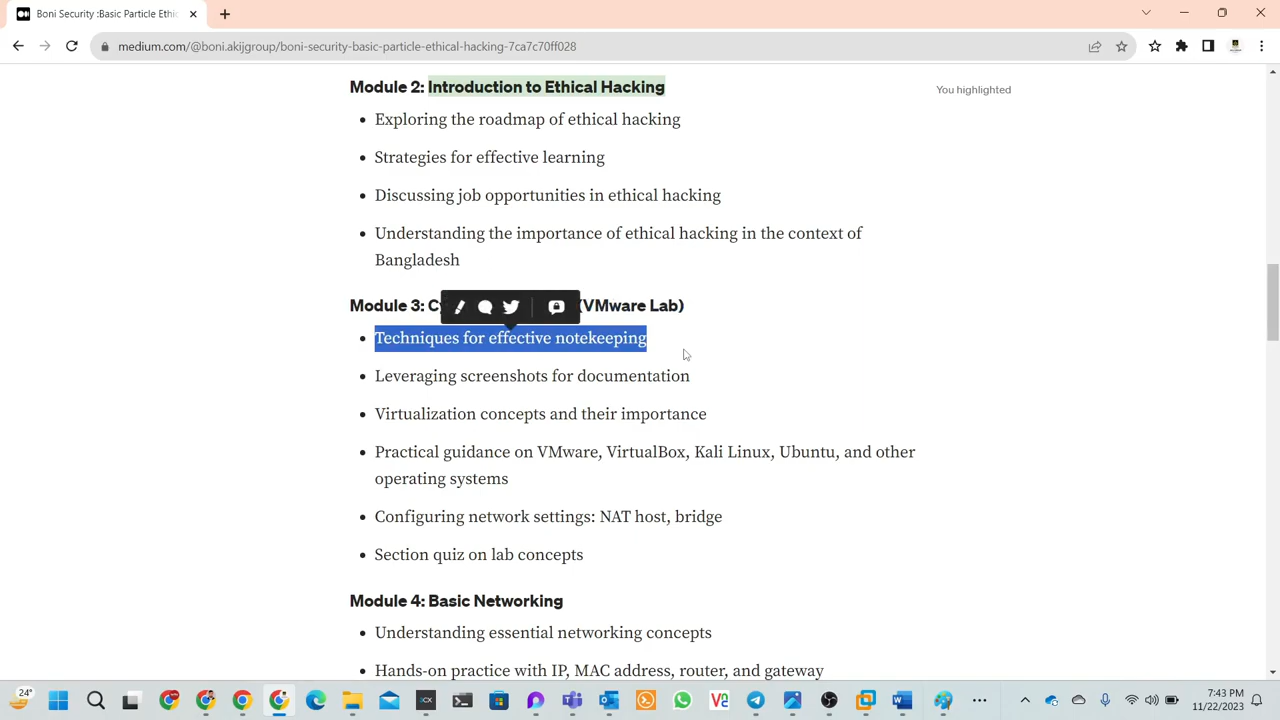 Boni Security :Basic Particle Ethic
medium.com/@boni.akijgroup/boni-security-basic-particle-ethical-hacking-7ca7c70ff028
Module 2: Introduction to Ethical Hacking
You highlighted
Exploring the roadmap of ethical hacking
Strategies for effective learning
Discussing job opportunities in ethical hacking
Understanding the importance of ethical hacking in the context of
Bangladesh
Module 3: (VMware Lab)
Techniques for effective notekeeping
Leveraging screenshots for documentation
Virtualization concepts and their importance
Practical guidance on VMware, VirtualBox, Kali Linux, Ubuntu, and other
operating systems
Configuring network settings: NAT host, bridge
Section quiz on lab concepts
Module 4: Basic Networking
Understanding essential networking concepts
Hands-on practice with IP, MAC address, router, and gateway
24°
7:43 PM
11/22/2023